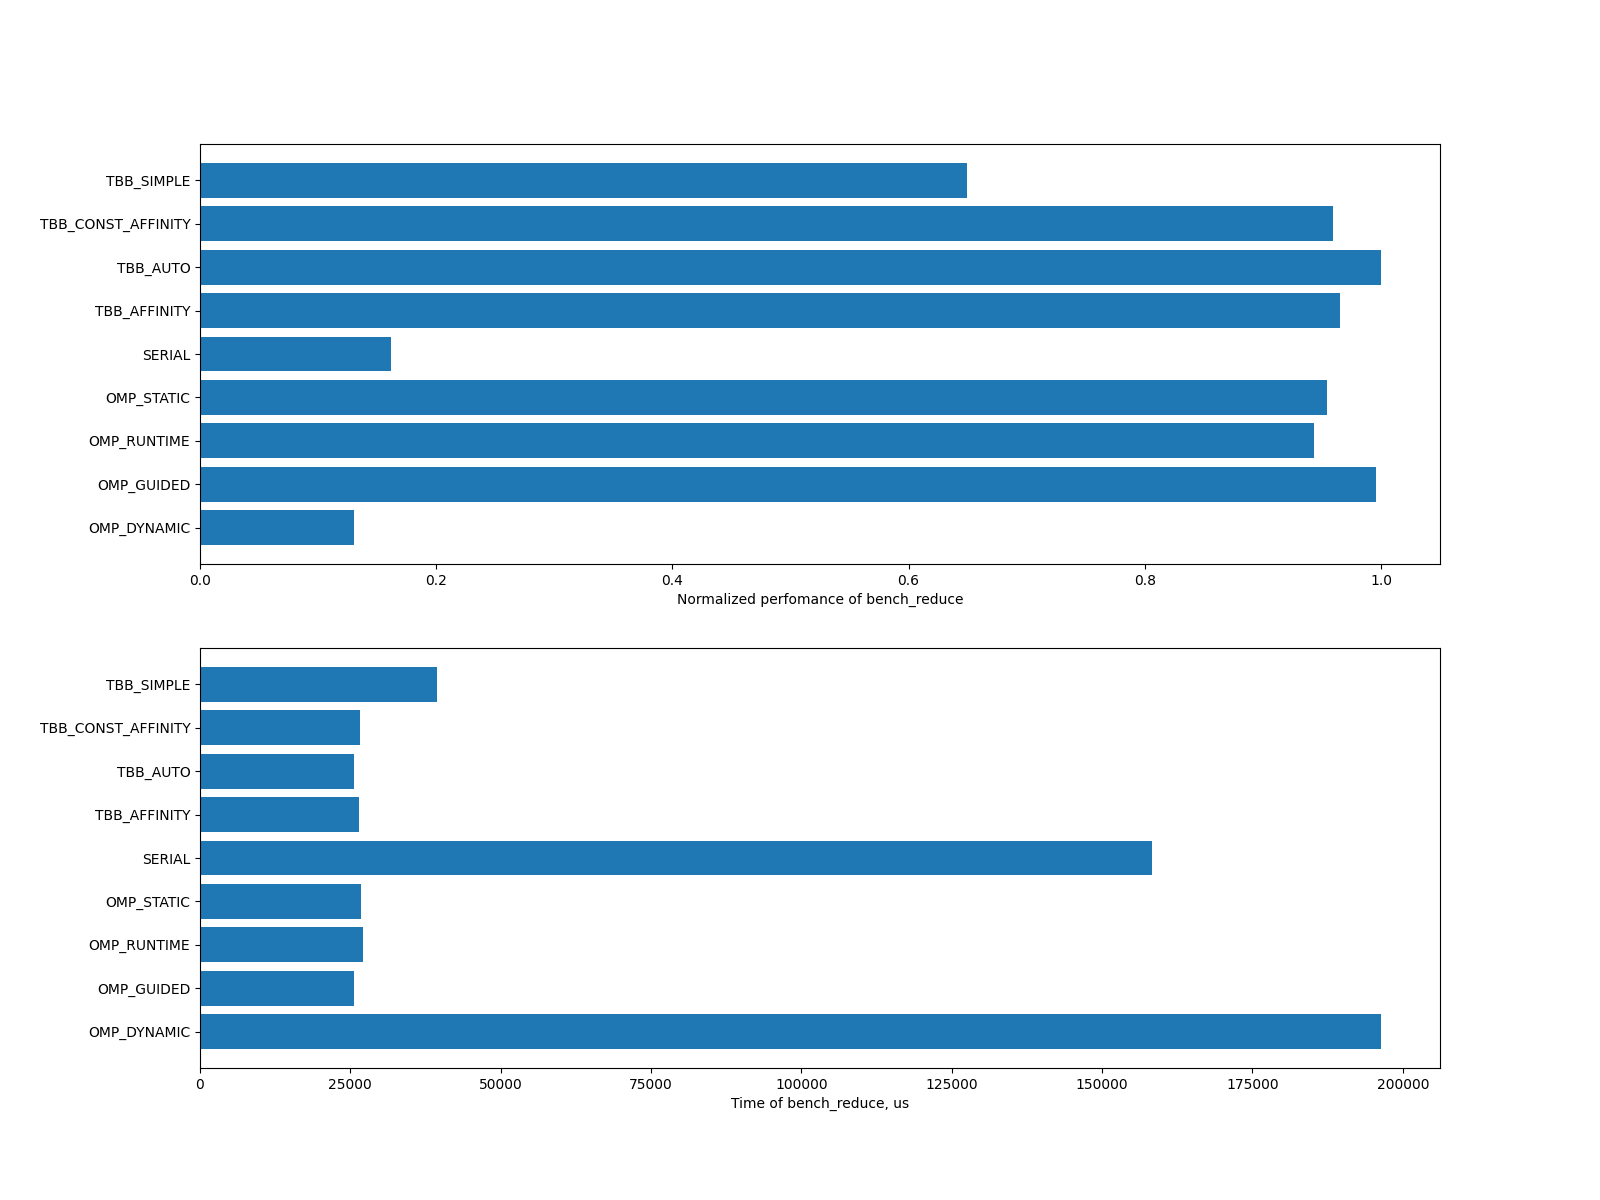 TBB_SIMPLE
TBB_CONST_AFFINITY
TBB_AUTO
TBB_AFFINITY
SERIAL
OMP_STATIC
OMP_RUNTIME
OMP_GUIDED
OMP_DYNAMIC
0.0 0.2 0.4 0.6 0.8 1.0
Normalized perfomance of bench_reduce
TBB_SIMPLE
TBB_CONST_AFFINITY
TBB_AUTO
TBB_AFFINITY
SERIAL
OMP_STATIC
OMP_RUNTIME
OMP_GUIDED
OMP_DYNAMIC
0 25000 50000 75000 100000 125000 150000 175000 200000
Time of bench_reduce, us